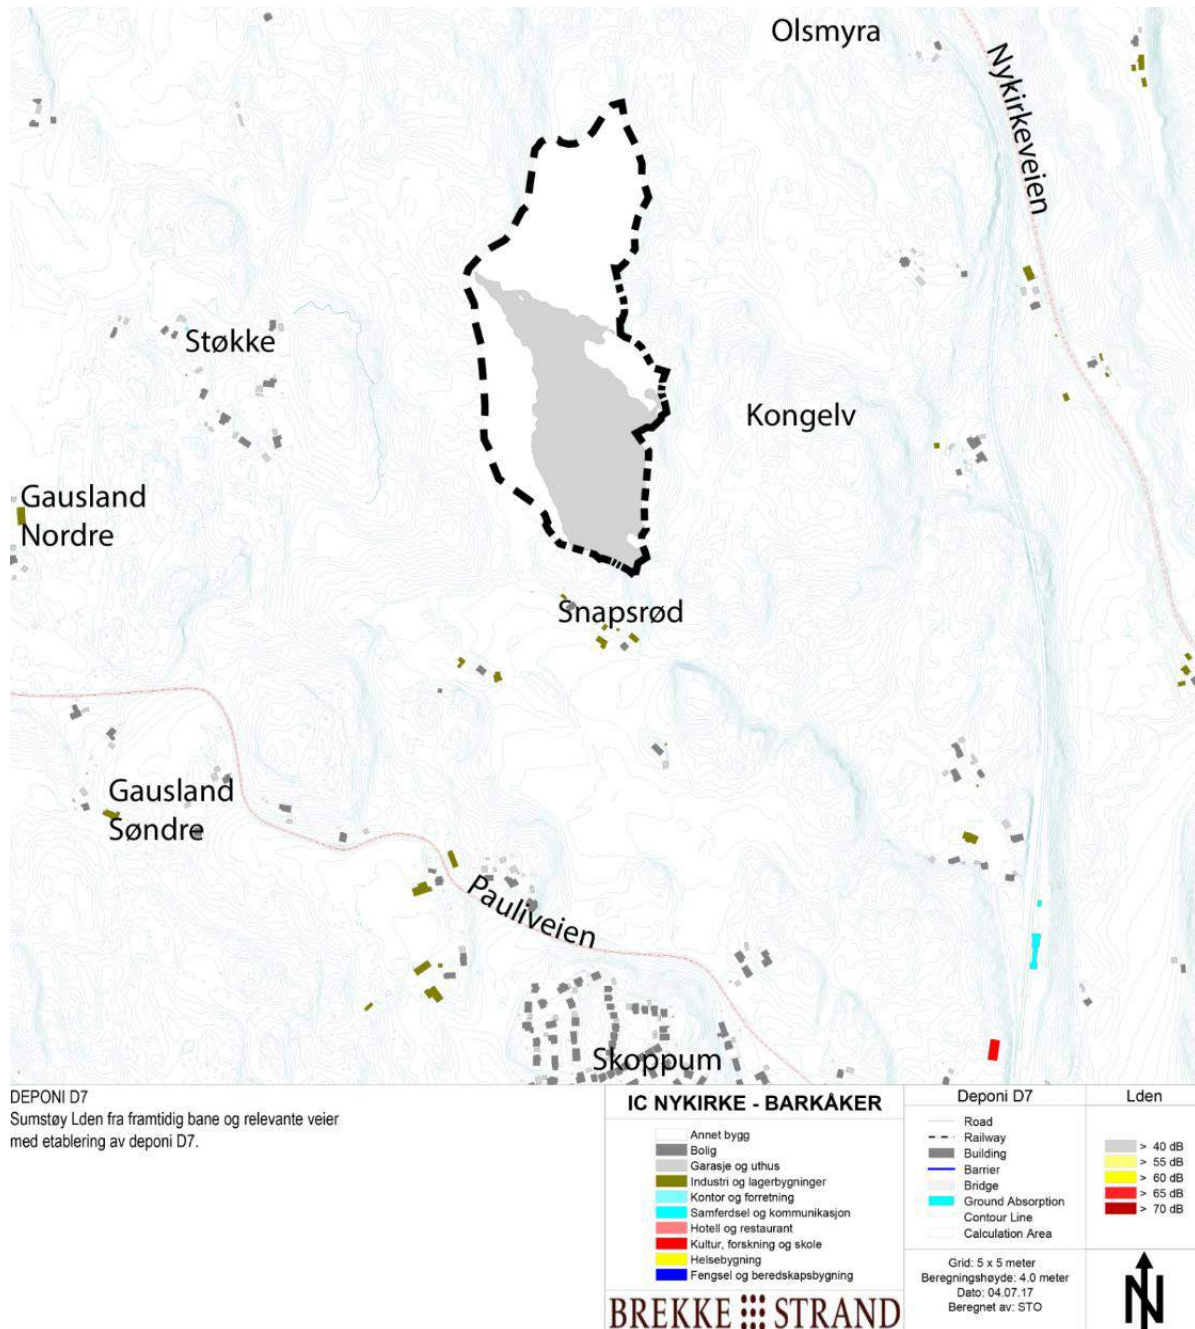 Olsmyra
Nykirkeveien
Støkke
Kongelv
Gausland
Nordre
Snapsrød
Gausland
Søndre
Pauliveien
Skoppum
DEPONI D7
Sumstøy Lden fra framtidig bane og relevante veier
med etablering av deponi D7.
IC NYKIRKE - BARKÅKER
Annet bygg
Bolig
Garasje og uthus
Industri og lagerbygninger
Kontor og forretning
Samferdsel og kommunikasjon
Hotell og restaurant
Kultur, forskning og skole
Helsebygning
Fengsel og beredskapsbygning
BREKKE STRAND
Deponi D7
Road
Railway
Building
Barrier
Bridge
Ground Absorption
Contour Line
Calculation Area
Grid: 5 x 5 meter
Beregningshøyde: 4.0 meter
Dato: 04.07.17
Beregnet av: STO
Lden
> 40 dB
> 55 dB
> 60 dB
> 65 dB
> 70 dB
N